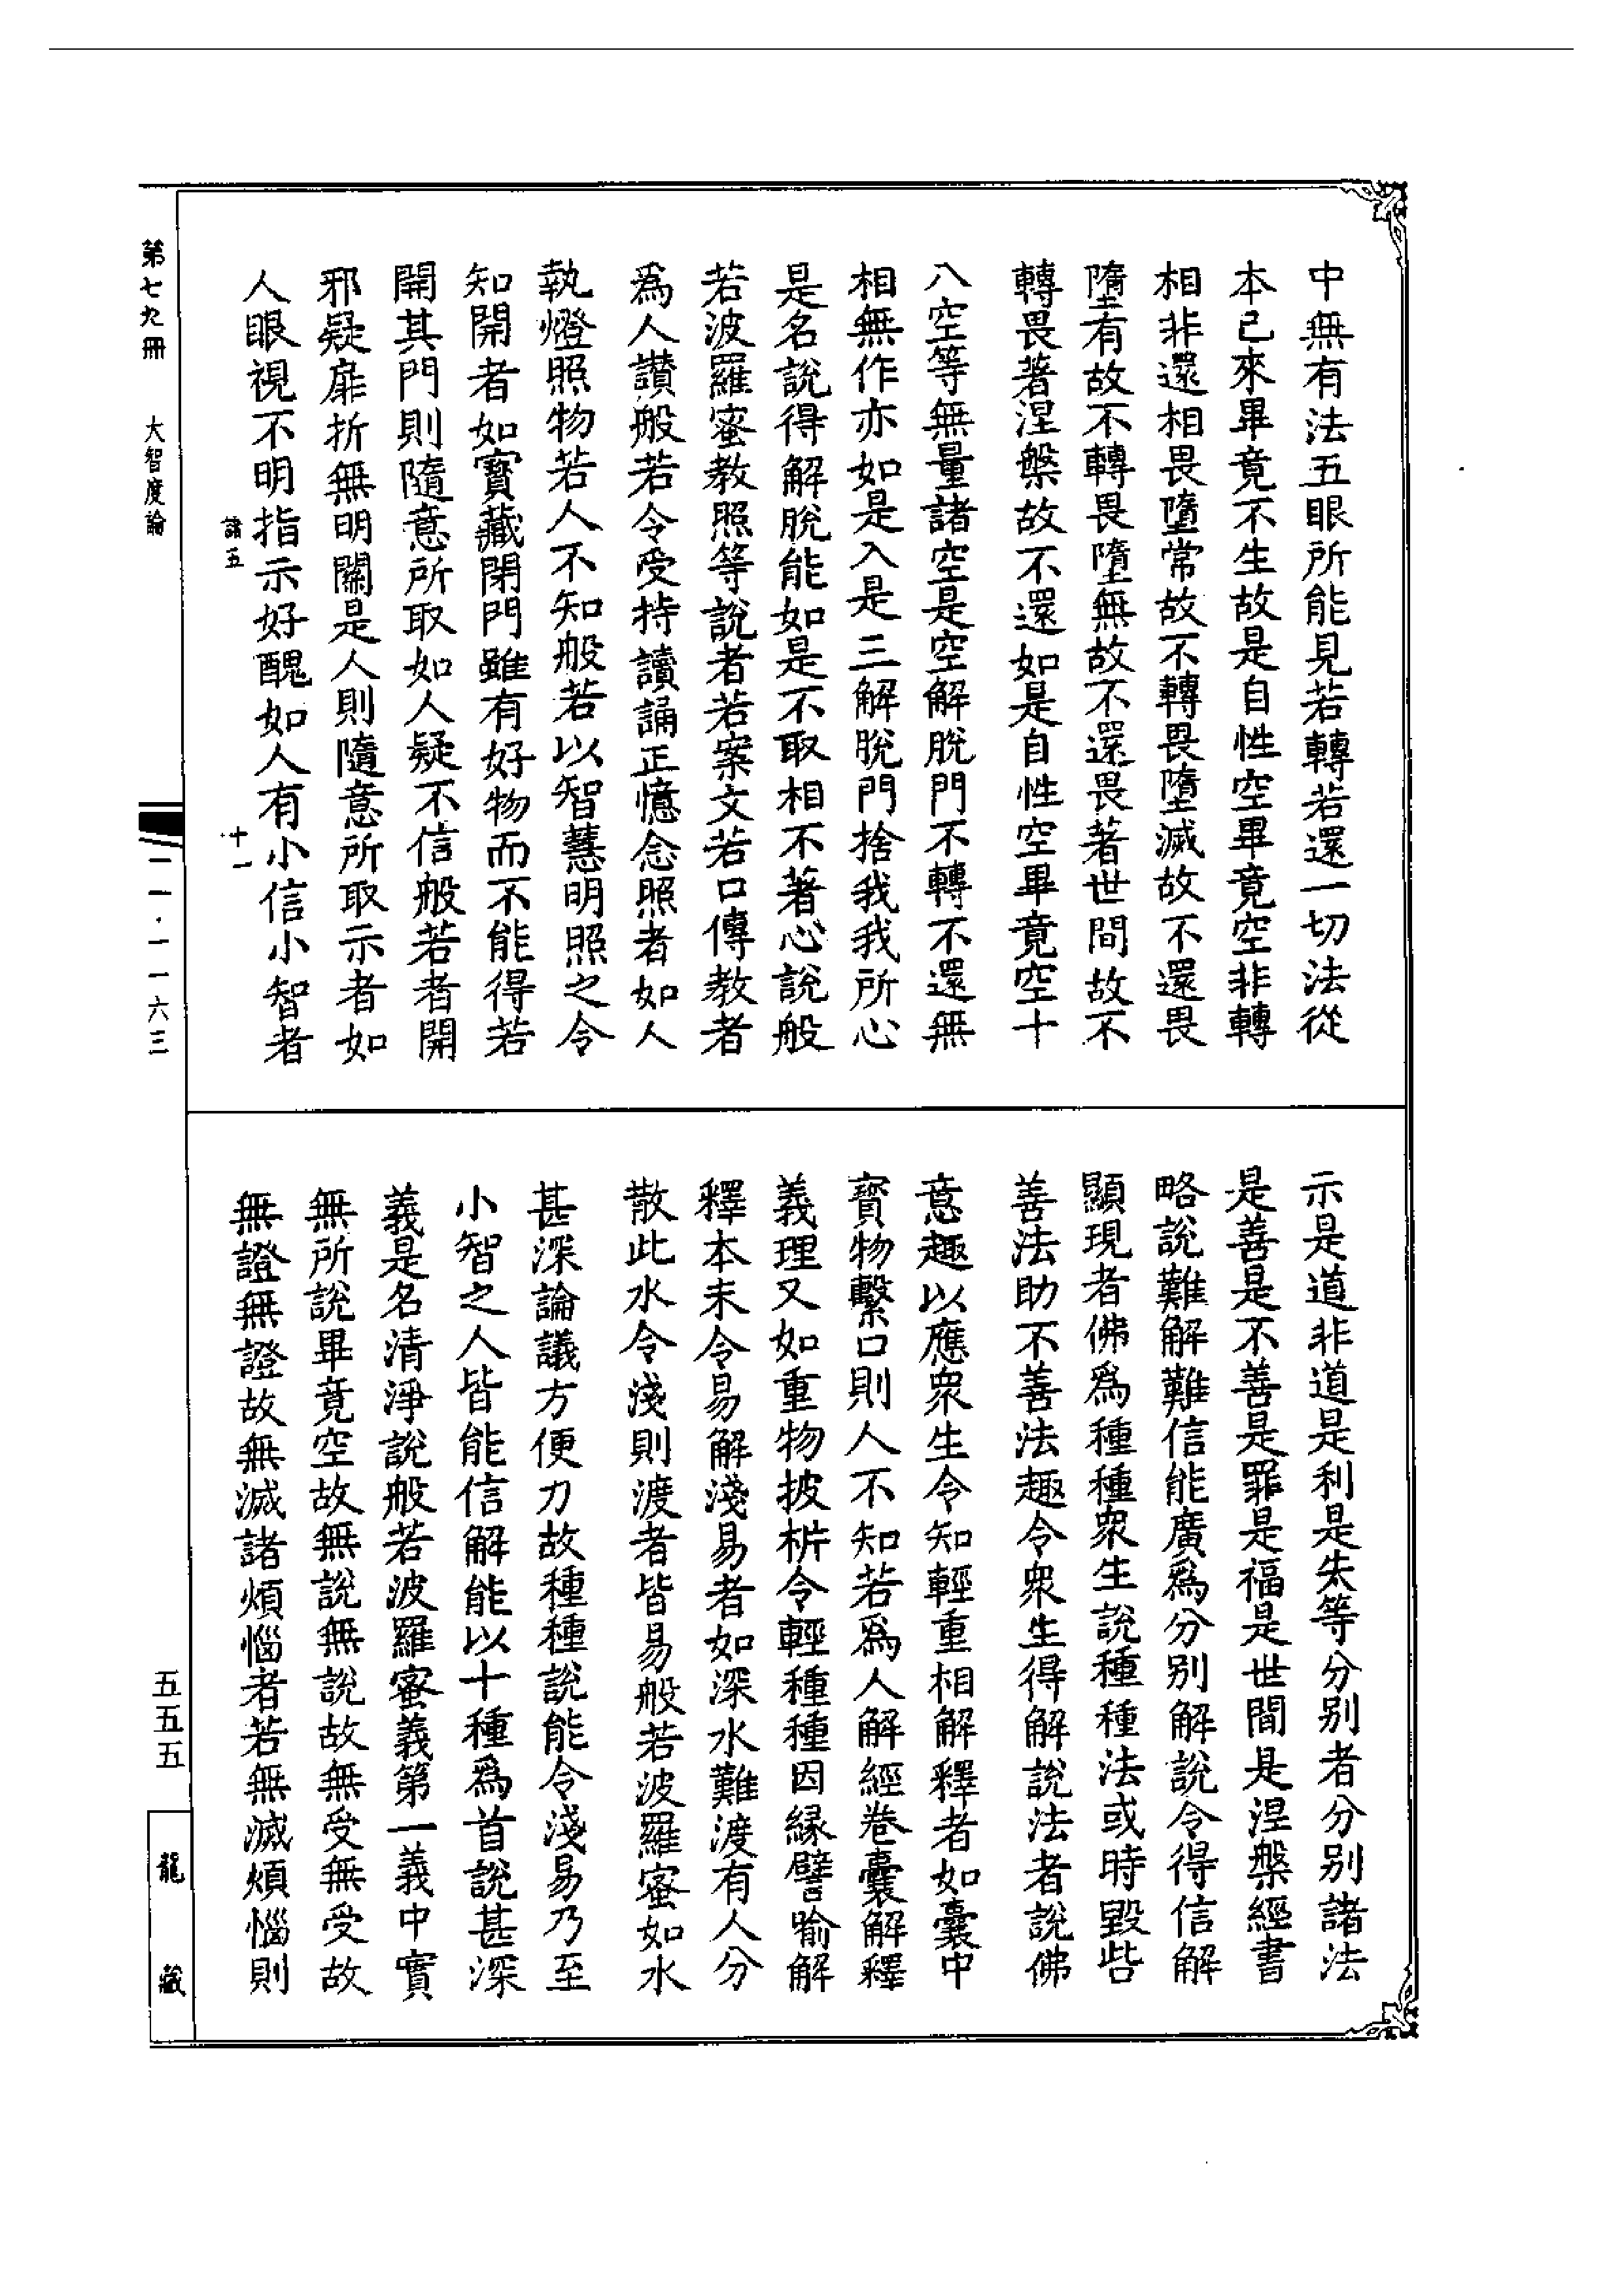 中無有法五眼所能見若轉若還一切法從
本已來畢竟不生故是自性空畢竟空非轉
相非還相畏墮常故不轉畏墮滅故不還畏
墮有故不轉畏墮無故不還畏著世間故不
轉畏著涅槃故不還如是自性空畢竟空十
八空等無量諸空是空解脫門不轉不還無
相無作亦如是入是三解脫門捨我我所心
是名說得解脫能如是不取相不著心說般
若波羅蜜教照等說者若案文若口傳教者
爲人讃般若令受持讀誦正憶念照者如人
執燈照物若人不知般若以智慧明照之令
知開者如寶藏閉門雖有好物而不能得若
開其門則隨意所取如人疑不信般若者開
邪疑扉折無明關是人則隨意所取示者如
人眼視不明指示好醜如人有小信小智者
諸五
十一
示是道非道是利是失等分别者分别諸法
是善是不善是罪是福是世間是涅槃經書
略說難解難信能廣爲分别解說令得信解
顯現者佛爲種種眾生說種種法或時毀呰
善法助不善法趣令眾生得解說法者說佛
意趣以應眾生令知輕重相解釋者如囊中
寶物繫口則人不知若爲人解經卷囊解釋
義理又如重物披析令輕種種因緣譬喻解
釋本末令易解淺易者如深水難渡有人分
散此水令淺則渡者皆易般若波羅蜜如水
甚深論議方便力故種種說能令淺易乃至
小智之人皆能信解能以十種爲首說甚深
義是名清淨說般若波羅蜜義第一義中實
無所說畢竟空故無說無說故無受無受故
無證無證故無滅諸煩惱者若無滅煩惱則
第七九冊
大智度論
一一·一一六三
五五五
龍藏